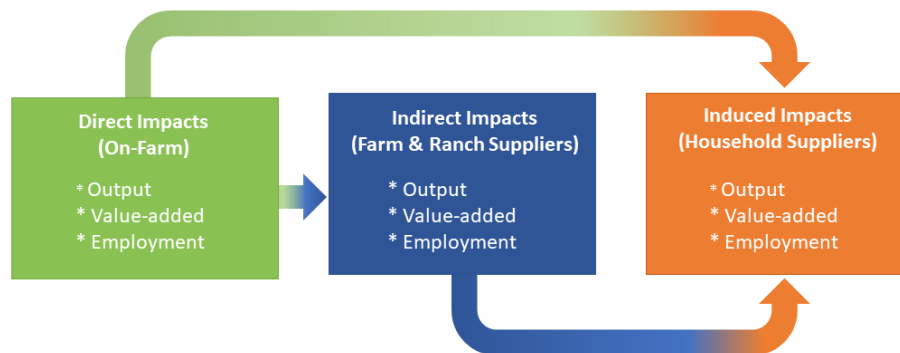 Direct Impacts
(On-Farm)
* Output
* Value-added
* Employment
Indirect Impacts
(Farm & Ranch Suppliers)
* Output
* Value-added
* Employment
Induced Impacts
(Household Suppliers)
* Output
* Value-added
* Employment